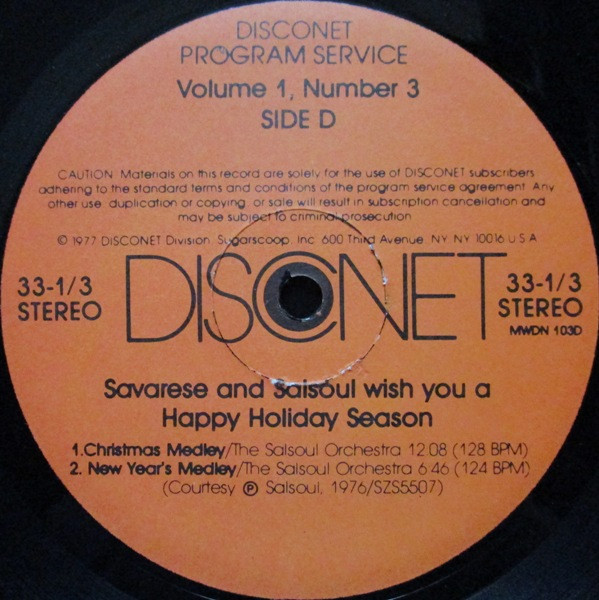 DISCONET
PROGRAM SERVICE
Volume 1, Number 3
SIDE D
CAUTION: Materials on this record are solely for the use of DISCONET subscribers
adhering to the standard terms and conditions of the program service agreement. Any
other use, duplication or copying, or sale will result in subscription cancellation and
may be subject to criminal prosecution.
© 1977 DISCONET Division, Sugarscoop, Inc. 600 Third Avenue, NY, NY 10016 U S A
33-1/3
STEREO
DISCONET
33-1/3
STEREO
MWDN 103D
Savarese and Salsoul wish you a
Happy Holiday Season
1. Christmas Medley/The Salsoul Orchestra 12:08 (128 BPM)
2. New Year's Medley/The Salsoul Orchestra 6:46 (124 BPM)
(Courtesy ℗ Salsoul, 1976/SZS5507)